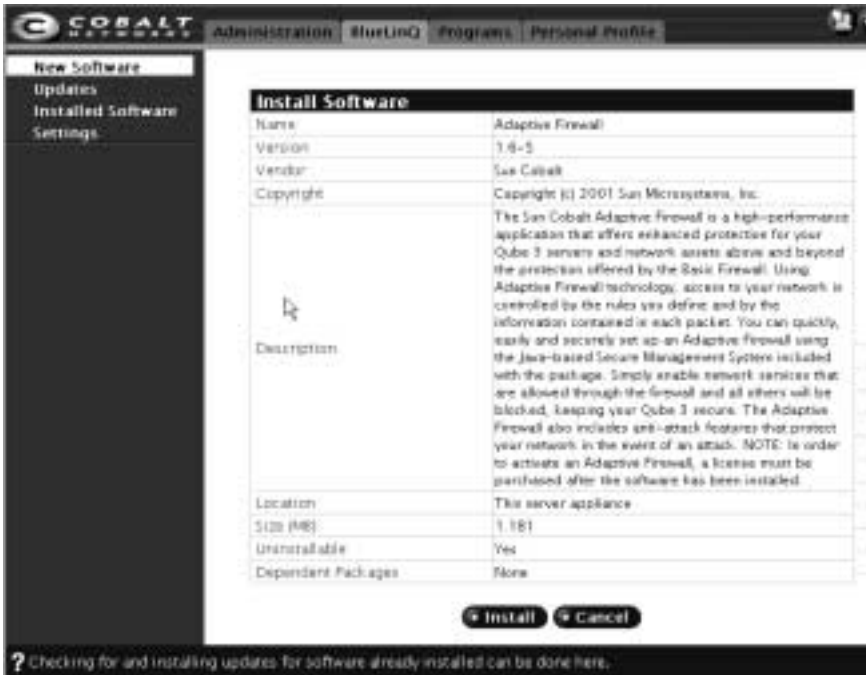 COBALT
NETWORKS
Administration BlueLinQ Programs Personal Profile
New Software
Updates
Installed Software
Settings
Install Software
Name Adaptive Firewall
Version 1.6-5
Vendor Sun Cobalt
Copyright Copyright (c) 2001 Sun Microsystems, Inc.
Description
The Sun Cobalt Adaptive Firewall is a high-performance
application that offers enhanced protection for your
Qube 3 servers and network assets above and beyond
the protection offered by the Basic Firewall. Using
Adaptive Firewall technology, access to your network is
controlled by the rules you define and by the
information contained in each packet. You can quickly,
easily and securely set up an Adaptive Firewall using
the Java-based Secure Management System included
with the package. Simply enable network services that
are allowed through the firewall and all others will be
blocked, keeping your Qube 3 secure. The Adaptive
Firewall also includes anti-attack features that protect
your network in the event of an attack. NOTE: In order
to activate an Adaptive Firewall, a license must be
purchased after the software has been installed.
Location This server appliance
Size (MB) 1.181
Uninstallable Yes
Dependent Packages None
Install Cancel
? Checking for and installing updates for software already installed can be done here.